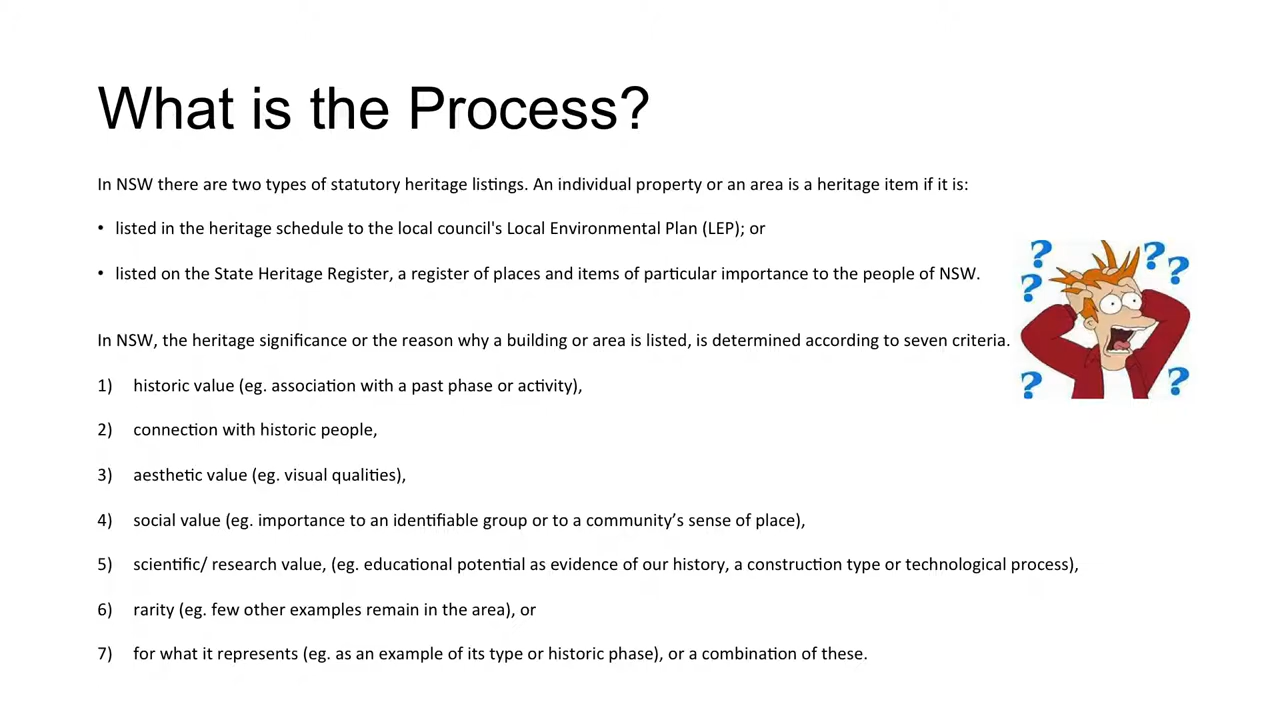 What is the Process?
In NSW there are two types of statutory heritage listings. An individual property or an area is a heritage item if it is:
• listed in the heritage schedule to the local council's Local Environmental Plan (LEP); or
• listed on the State Heritage Register, a register of places and items of particular importance to the people of NSW.
In NSW, the heritage significance or the reason why a building or area is listed, is determined according to seven criteria.
1) historic value (eg. association with a past phase or activity),
2) connection with historic people,
3) aesthetic value (eg. visual qualities),
4) social value (eg. importance to an identifiable group or to a community’s sense of place),
5) scientific/ research value, (eg. educational potential as evidence of our history, a construction type or technological process),
6) rarity (eg. few other examples remain in the area), or
7) for what it represents (eg. as an example of its type or historic phase), or a combination of these.
? ? ?
?
? ?